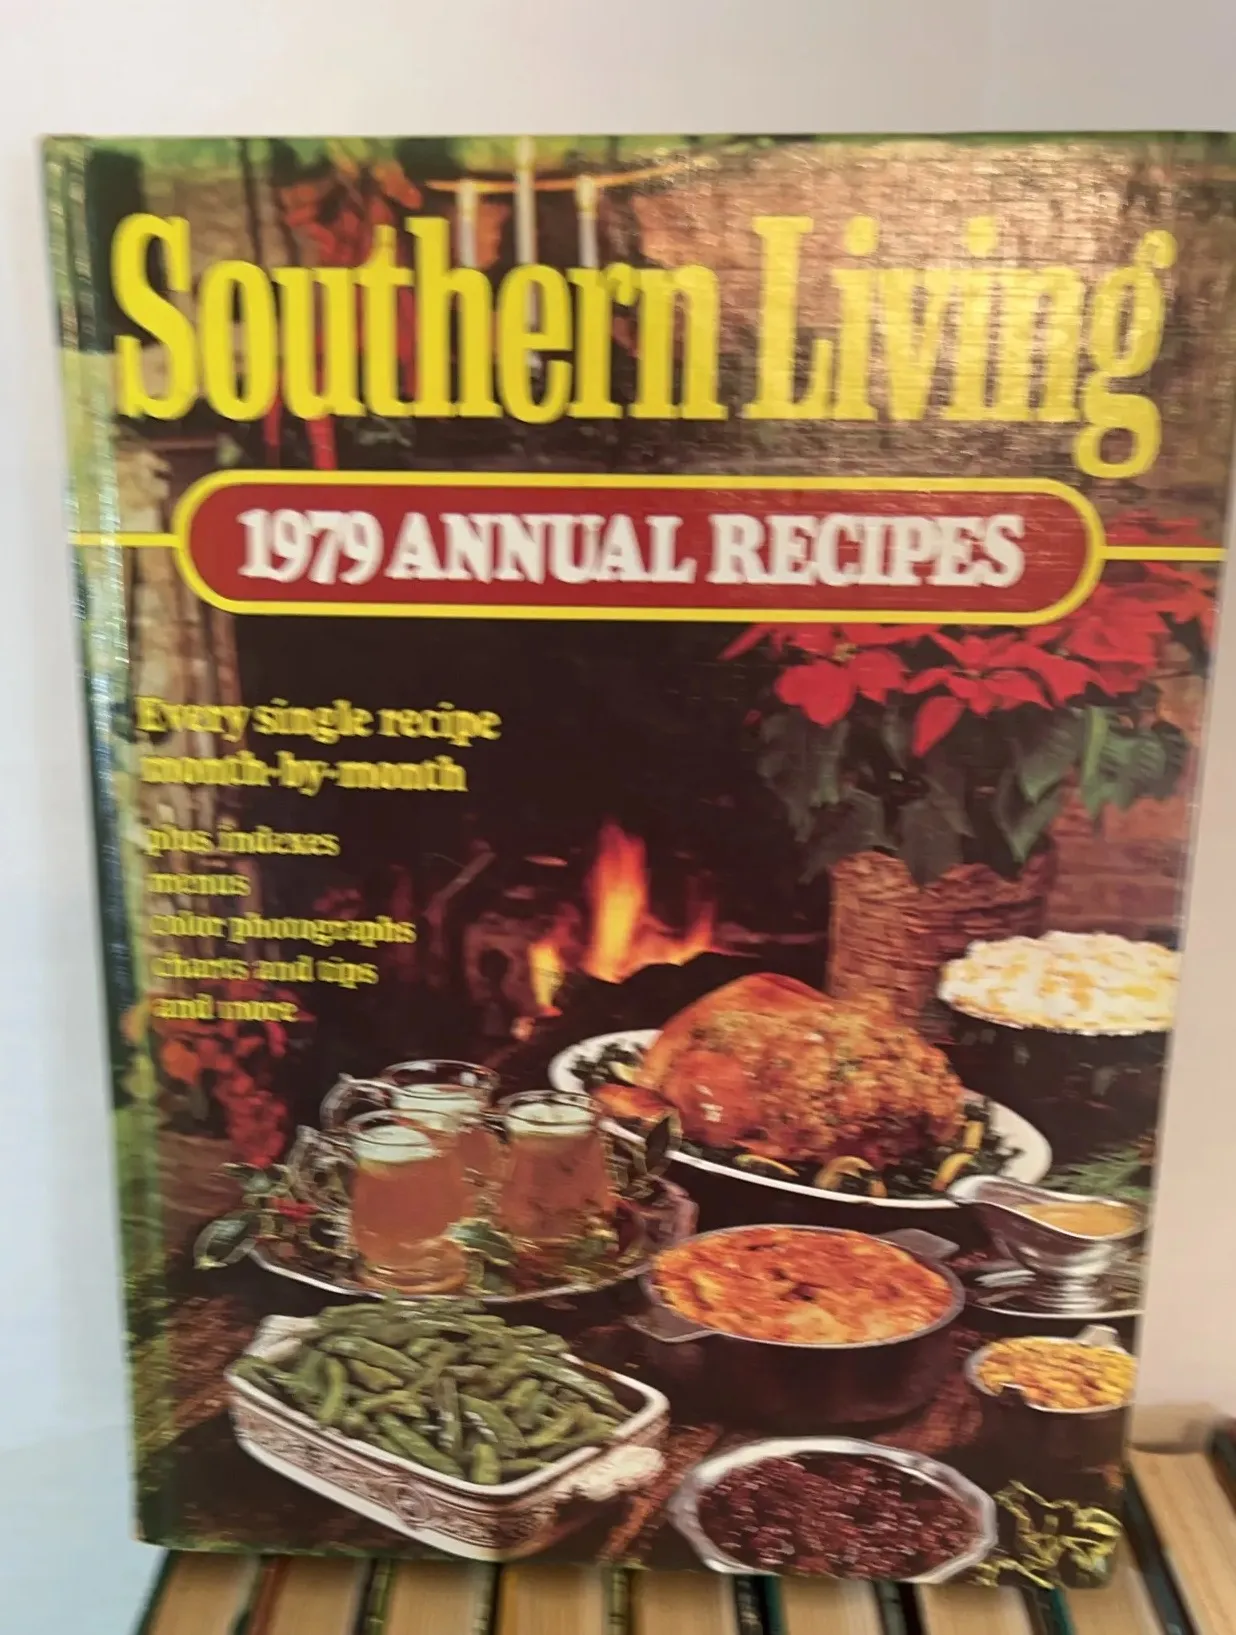 Southern Living
1979 ANNUAL RECIPES
Every single recipe
month-by-month
plus indexes
menus
color photographs
charts and tips
and more